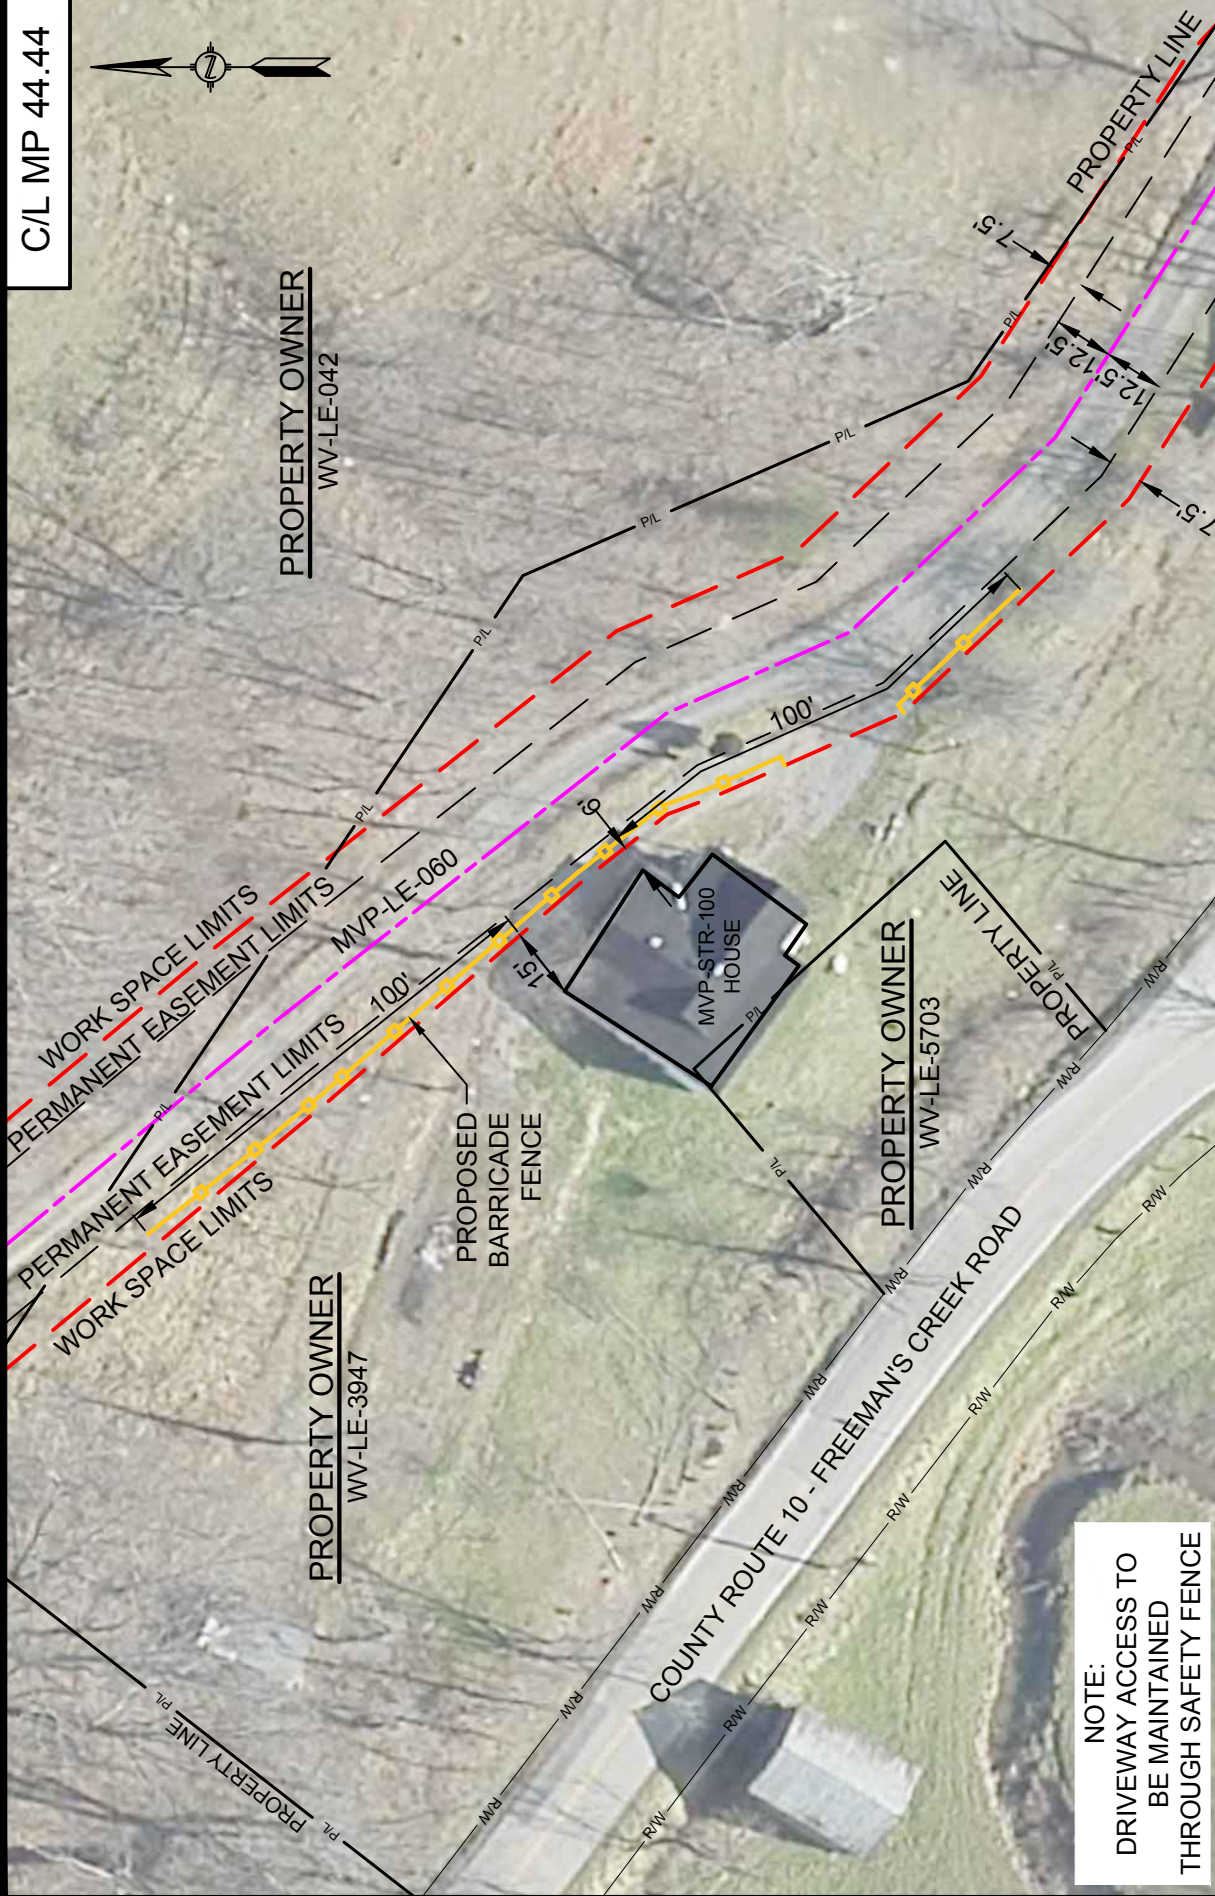 C/L MP 44.44
N
PROPERTY OWNER
WV-LE-042
PROPERTY LINE
P/L
P/L
P/L
P/L
P/L
P/L
P/L
7.5'
12.5'
12.5'
7.5'
WORK SPACE LIMITS
PERMANENT EASEMENT LIMITS
MVP-LE-060
PERMANENT EASEMENT LIMITS
WORK SPACE LIMITS
100'
100'
9'
15'
PROPOSED
BARRICADE
FENCE
MVP-STR-100
HOUSE
P/L
P/L
P/L
PROPERTY LINE
PROPERTY OWNER
WV-LE-5703
PROPERTY OWNER
WV-LE-3947
P/L
PROPERTY LINE
P/L
R/W
R/W
R/W
R/W
R/W
R/W
R/W
R/W
R/W
COUNTY ROUTE 10 - FREEMAN'S CREEK ROAD
R/W
R/W
R/W
R/W
R/W
R/W
R/W
NOTE:
DRIVEWAY ACCESS TO
BE MAINTAINED
THROUGH SAFETY FENCE